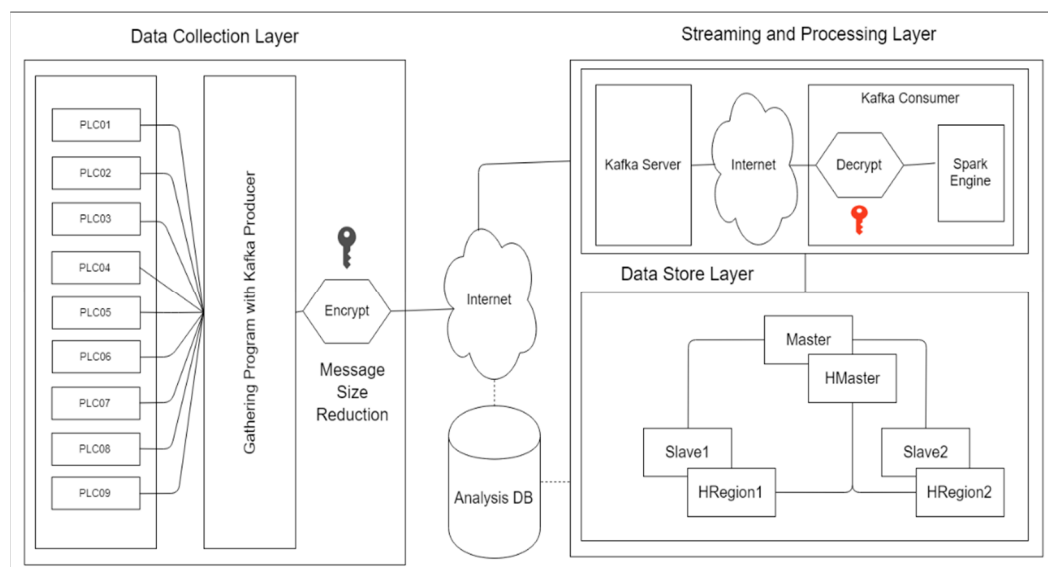 Data Collection Layer
PLC01
PLC02
PLC03
PLC04
PLC05
PLC06
PLC07
PLC08
PLC09
Gathering Program with Kafka Producer
Encrypt
Message
Size
Reduction
Internet
Analysis DB
Streaming and Processing Layer
Kafka Server
Internet
Kafka Consumer
Decrypt
Spark
Engine
Data Store Layer
Master
HMaster
Slave1
HRegion1
Slave2
HRegion2